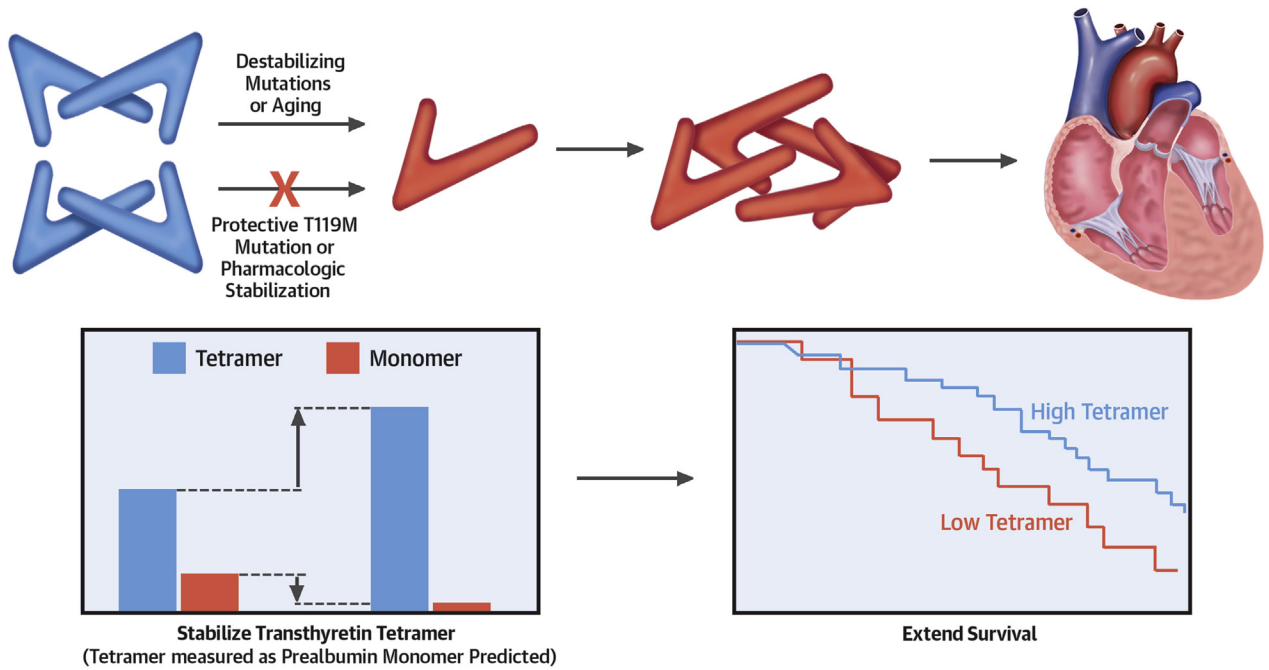 Destabilizing
Mutations
or Aging
X
Protective T119M
Mutation or
Pharmacologic
Stabilization
Tetramer
Monomer
High Tetramer
Low Tetramer
Stabilize Transthyretin Tetramer
(Tetramer measured as Prealbumin Monomer Predicted)
Extend Survival